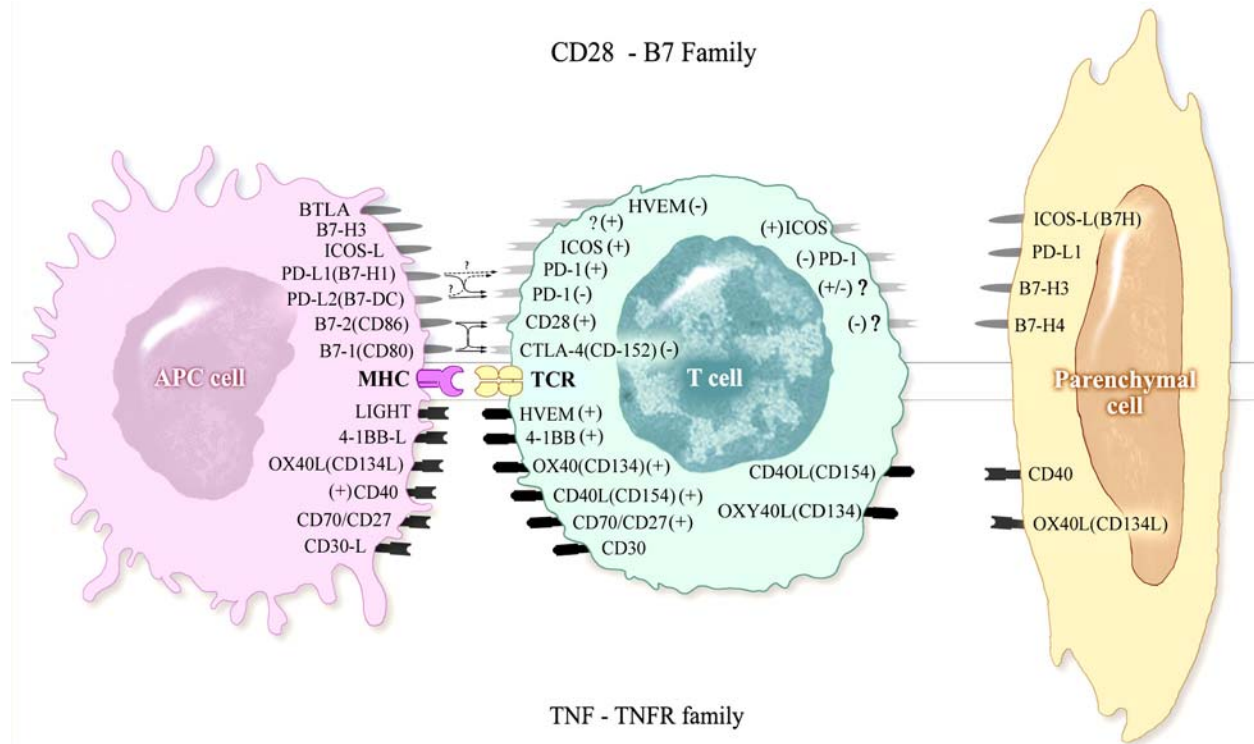 CD28 - B7 Family
BTLA
B7-H3
ICOS-L
PD-L1(B7-H1)
PD-L2(B7-DC)
B7-2(CD86)
B7-1(CD80)
APC cell
MHC
LIGHT
4-1BB-L
OX40L(CD134L)
(+)CD40
CD70/CD27
CD30-L
?
?
HVEM(-)
?(+)
ICOS(+)
PD-1(+)
PD-1(-)
CD28(+)
CTLA-4(CD-152)(-)
TCR
HVEM(+)
4-1BB(+)
OX40(CD134)(+)
CD40L(CD154)(+)
CD70/CD27(+)
CD30
T cell
(+)ICOS
(-)PD-1
(+/-)?
(-)?
CD4OL(CD154)
OXY40L(CD134)
ICOS-L(B7H)
PD-L1
B7-H3
B7-H4
Parenchymal
cell
CD40
OX40L(CD134L)
TNF - TNFR family